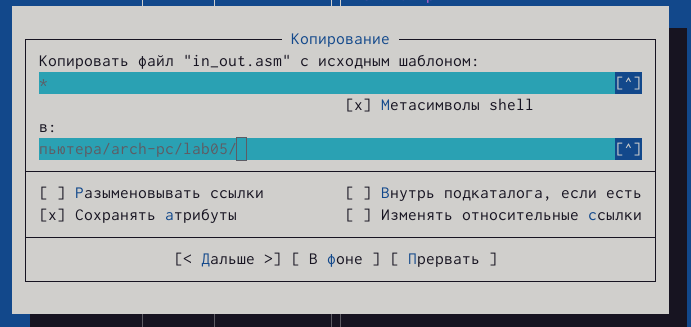 Копирование
Копировать файл "in_out.asm" с исходным шаблоном:
* [^]
[x] Метасимволы shell
в:
пьютера/arch-pc/lab05/ [^]
[ ] Разыменовывать ссылки [ ] Внутрь подкаталога, если есть
[x] Сохранять атрибуты [ ] Изменять относительные ссылки
[< Дальше >] [ В фоне ] [ Прервать ]